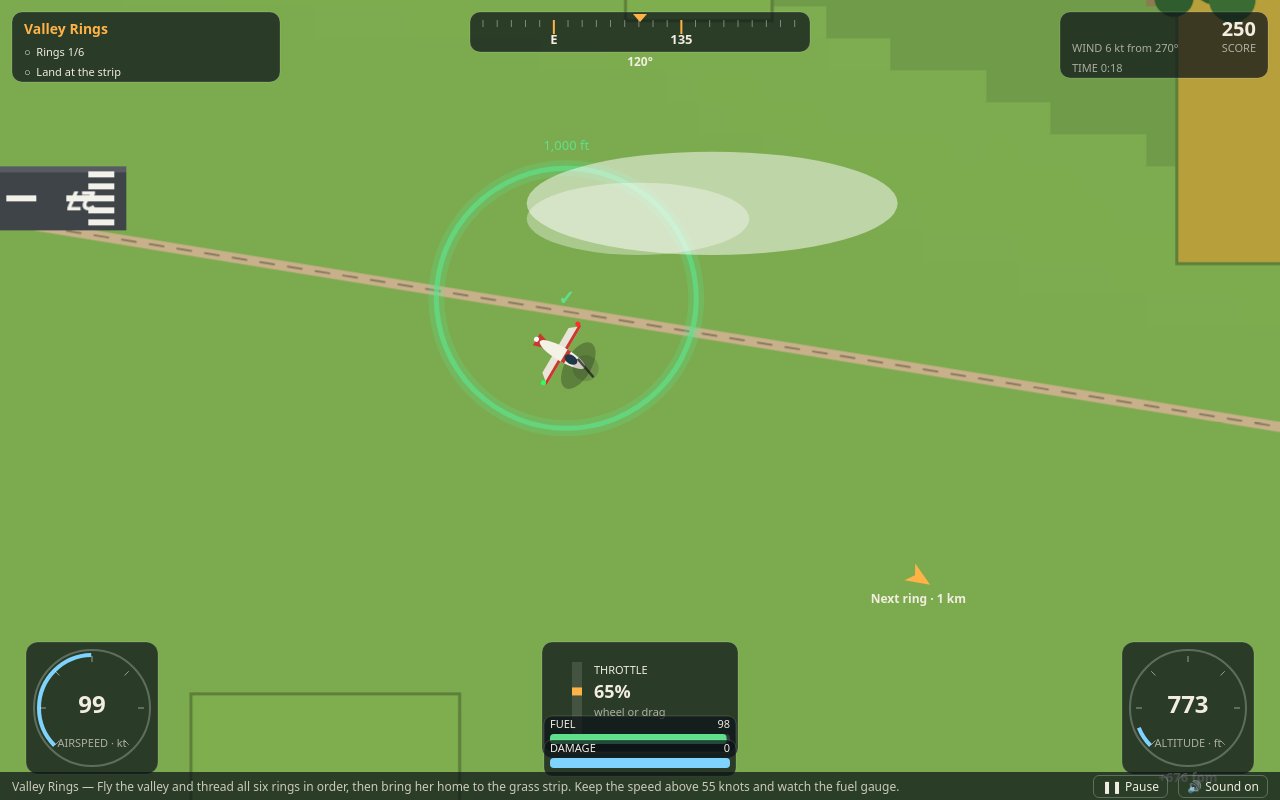 Valley Rings
○ Rings 1/6
○ Land at the strip
E
135
120°
250
SCORE
WIND 6 kt from 270°
TIME 0:18
1,000 ft
27
✓
Next ring · 1 km
99
AIRSPEED · kt
THROTTLE
65%
wheel or drag
FUEL 98
DAMAGE 0
773
ALTITUDE · ft
+676 fpm
Valley Rings — Fly the valley and thread all six rings in order, then bring her home to the grass strip. Keep the speed above 55 knots and watch the fuel gauge.
Pause
Sound on